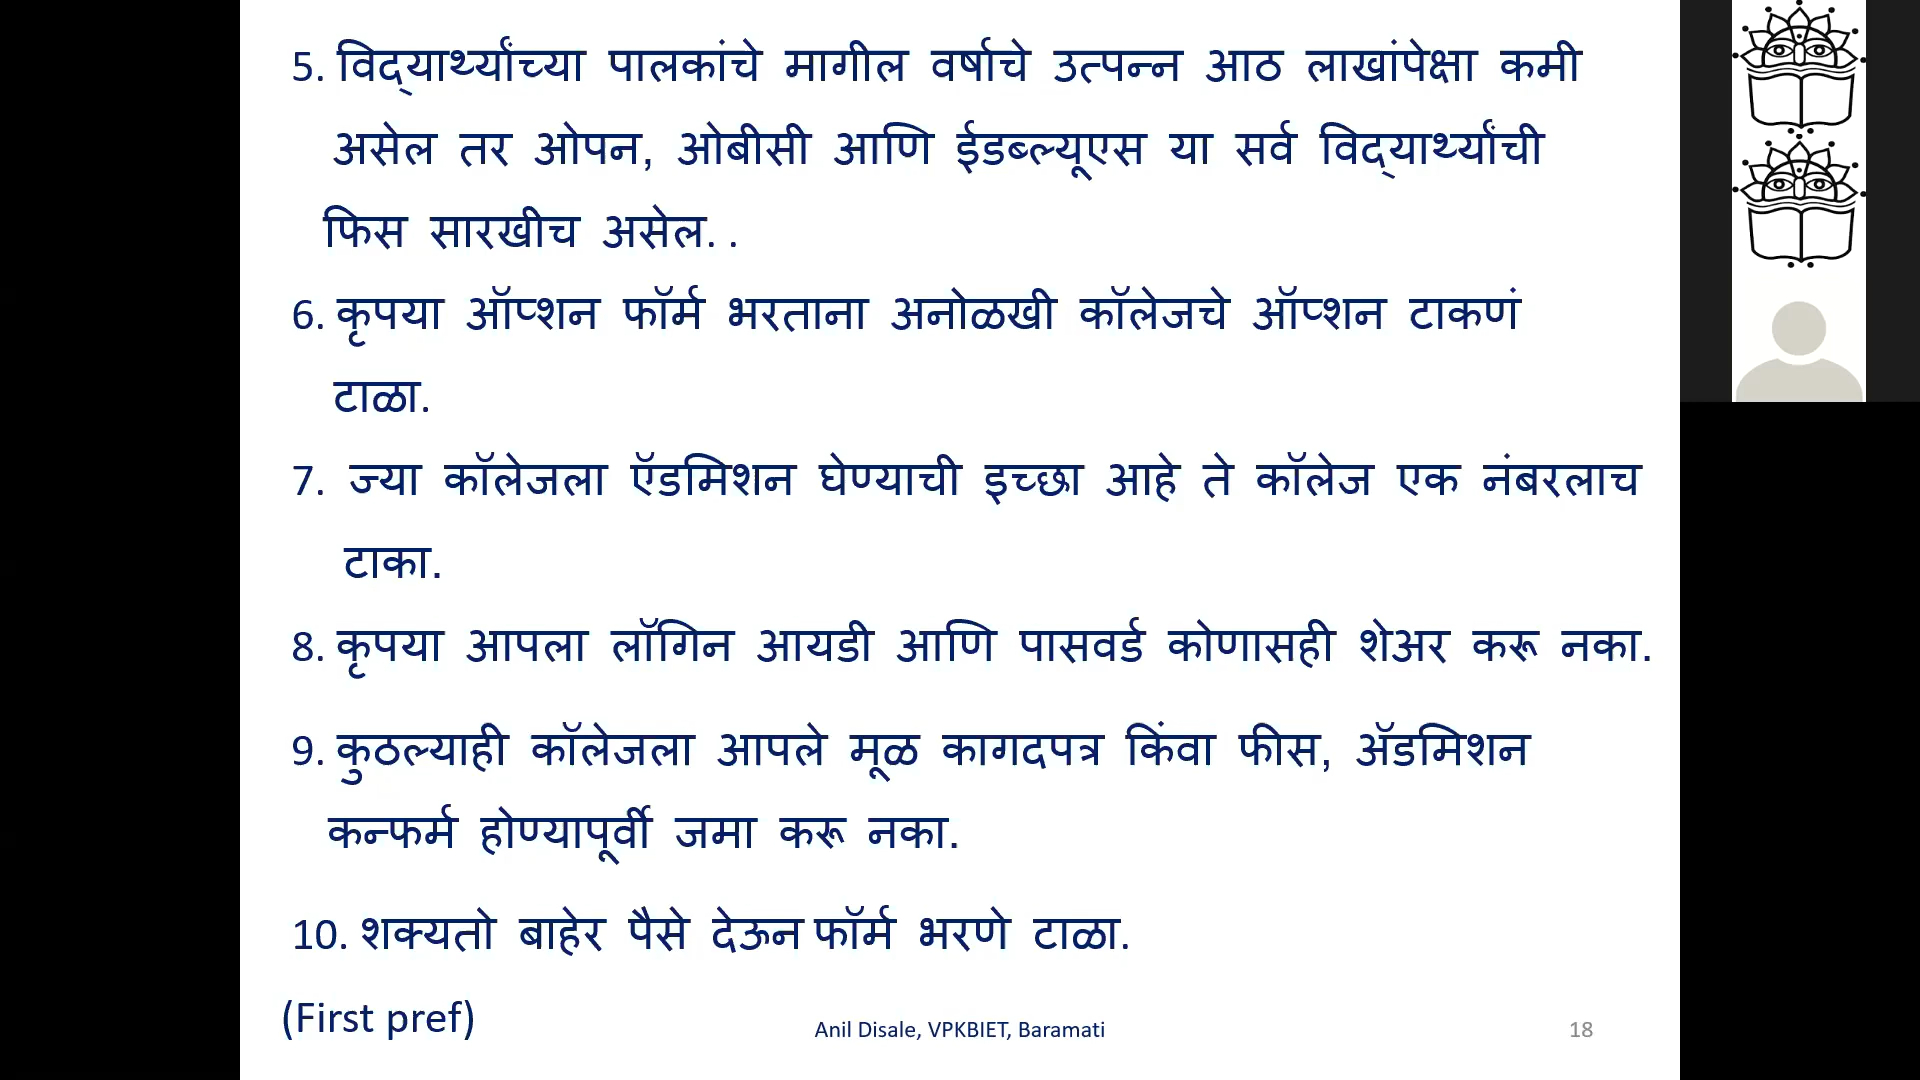 5. विद्यार्थ्यांच्या पालकांचे मागील वर्षाचे उत्पन्न आठ लाखांपेक्षा कमी
असेल तर ओपन, ओबीसी आणि ईडब्ल्यूएस या सर्व विद्यार्थ्यांची
फिस सारखीच असेल. .
6. कृपया ऑप्शन फॉर्म भरताना अनोळखी कॉलेजचे ऑप्शन टाकणं
टाळा.
7. ज्या कॉलेजला ऍडमिशन घेण्याची इच्छा आहे ते कॉलेज एक नंबरलाच
टाका.
8. कृपया आपला लॉगिन आयडी आणि पासवर्ड कोणासही शेअर करू नका.
9. कुठल्याही कॉलेजला आपले मूळ कागदपत्र किंवा फीस, ॲडमिशन
कन्फर्म होण्यापूर्वी जमा करू नका.
10. शक्यतो बाहेर पैसे देऊन फॉर्म भरणे टाळा.
(First pref)
Anil Disale, VPKBIET, Baramati
18